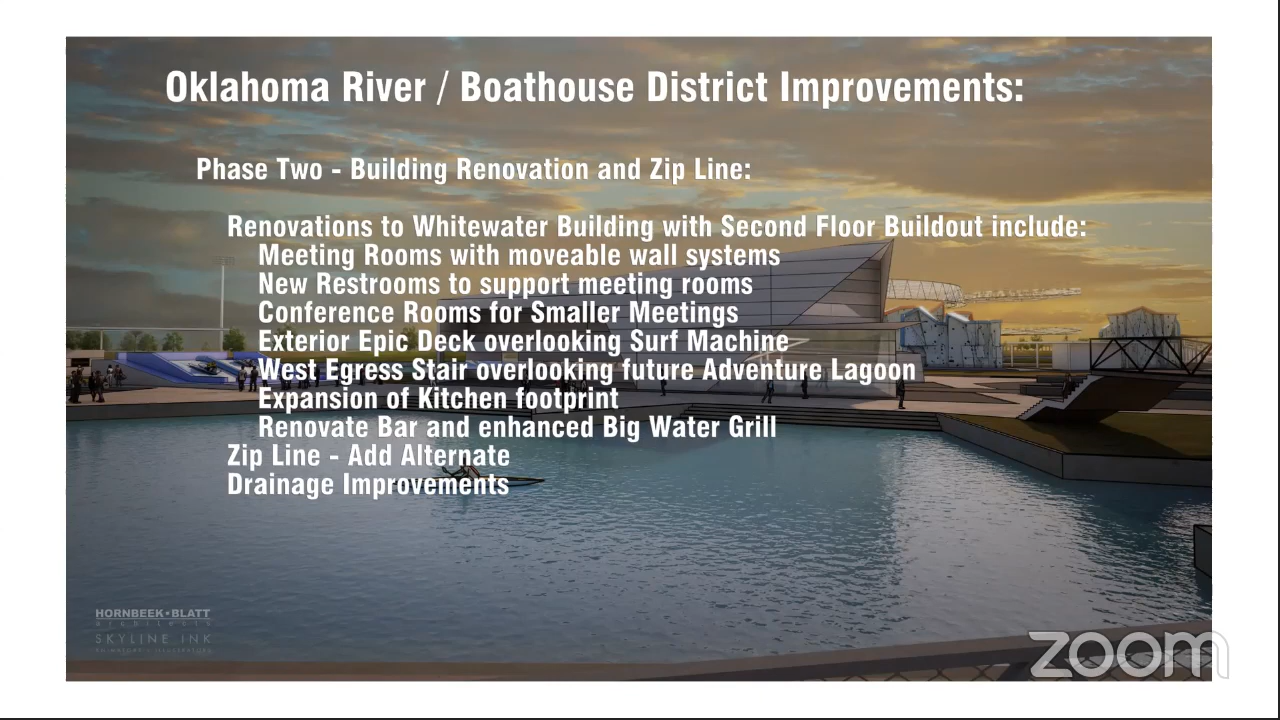 Oklahoma River / Boathouse District Improvements:
Phase Two - Building Renovation and Zip Line:
Renovations to Whitewater Building with Second Floor Buildout include:
Meeting Rooms with moveable wall systems
New Restrooms to support meeting rooms
Conference Rooms for Smaller Meetings
Exterior Epic Deck overlooking Surf Machine
West Egress Stair overlooking future Adventure Lagoon
Expansion of Kitchen footprint
Renovate Bar and enhanced Big Water Grill
Zip Line - Add Alternate
Drainage Improvements
HORNBEEK•BLATT
architects
SKYLINE INK
zoom